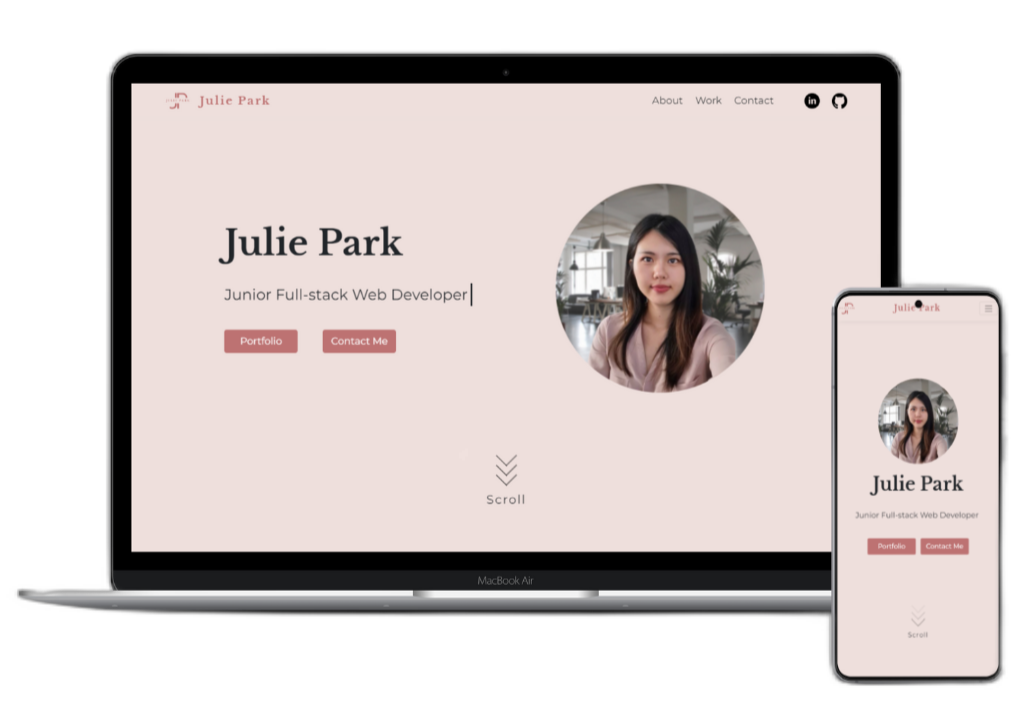 Julie Park
About Work Contact
in
Julie Park
Junior Full-stack Web Developer
Portfolio Contact Me
Scroll
MacBook Air
Julie Park
Julie Park
Junior Full-stack Web Developer
Portfolio Contact Me
Scroll